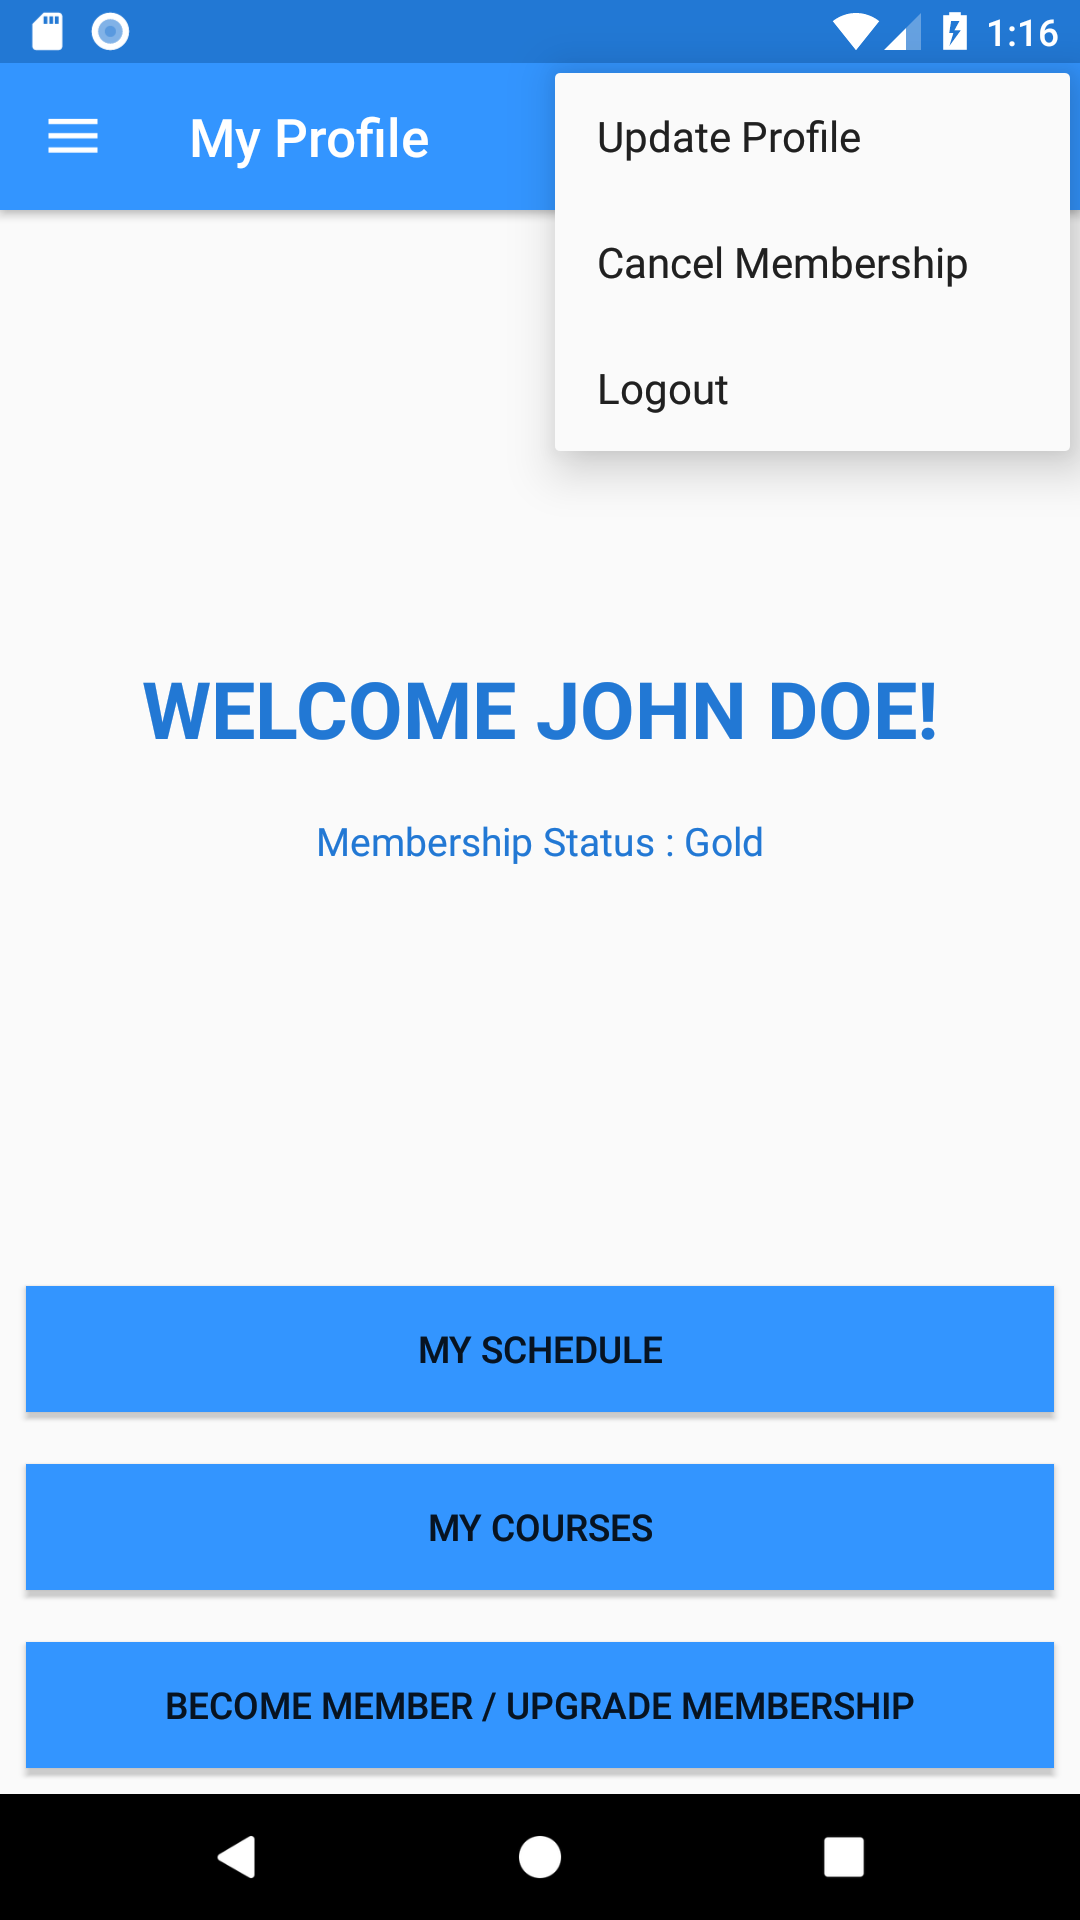 1:16
My Profile
Update Profile
Cancel Membership
Logout
WELCOME JOHN DOE!
Membership Status : Gold
MY SCHEDULE
MY COURSES
BECOME MEMBER / UPGRADE MEMBERSHIP